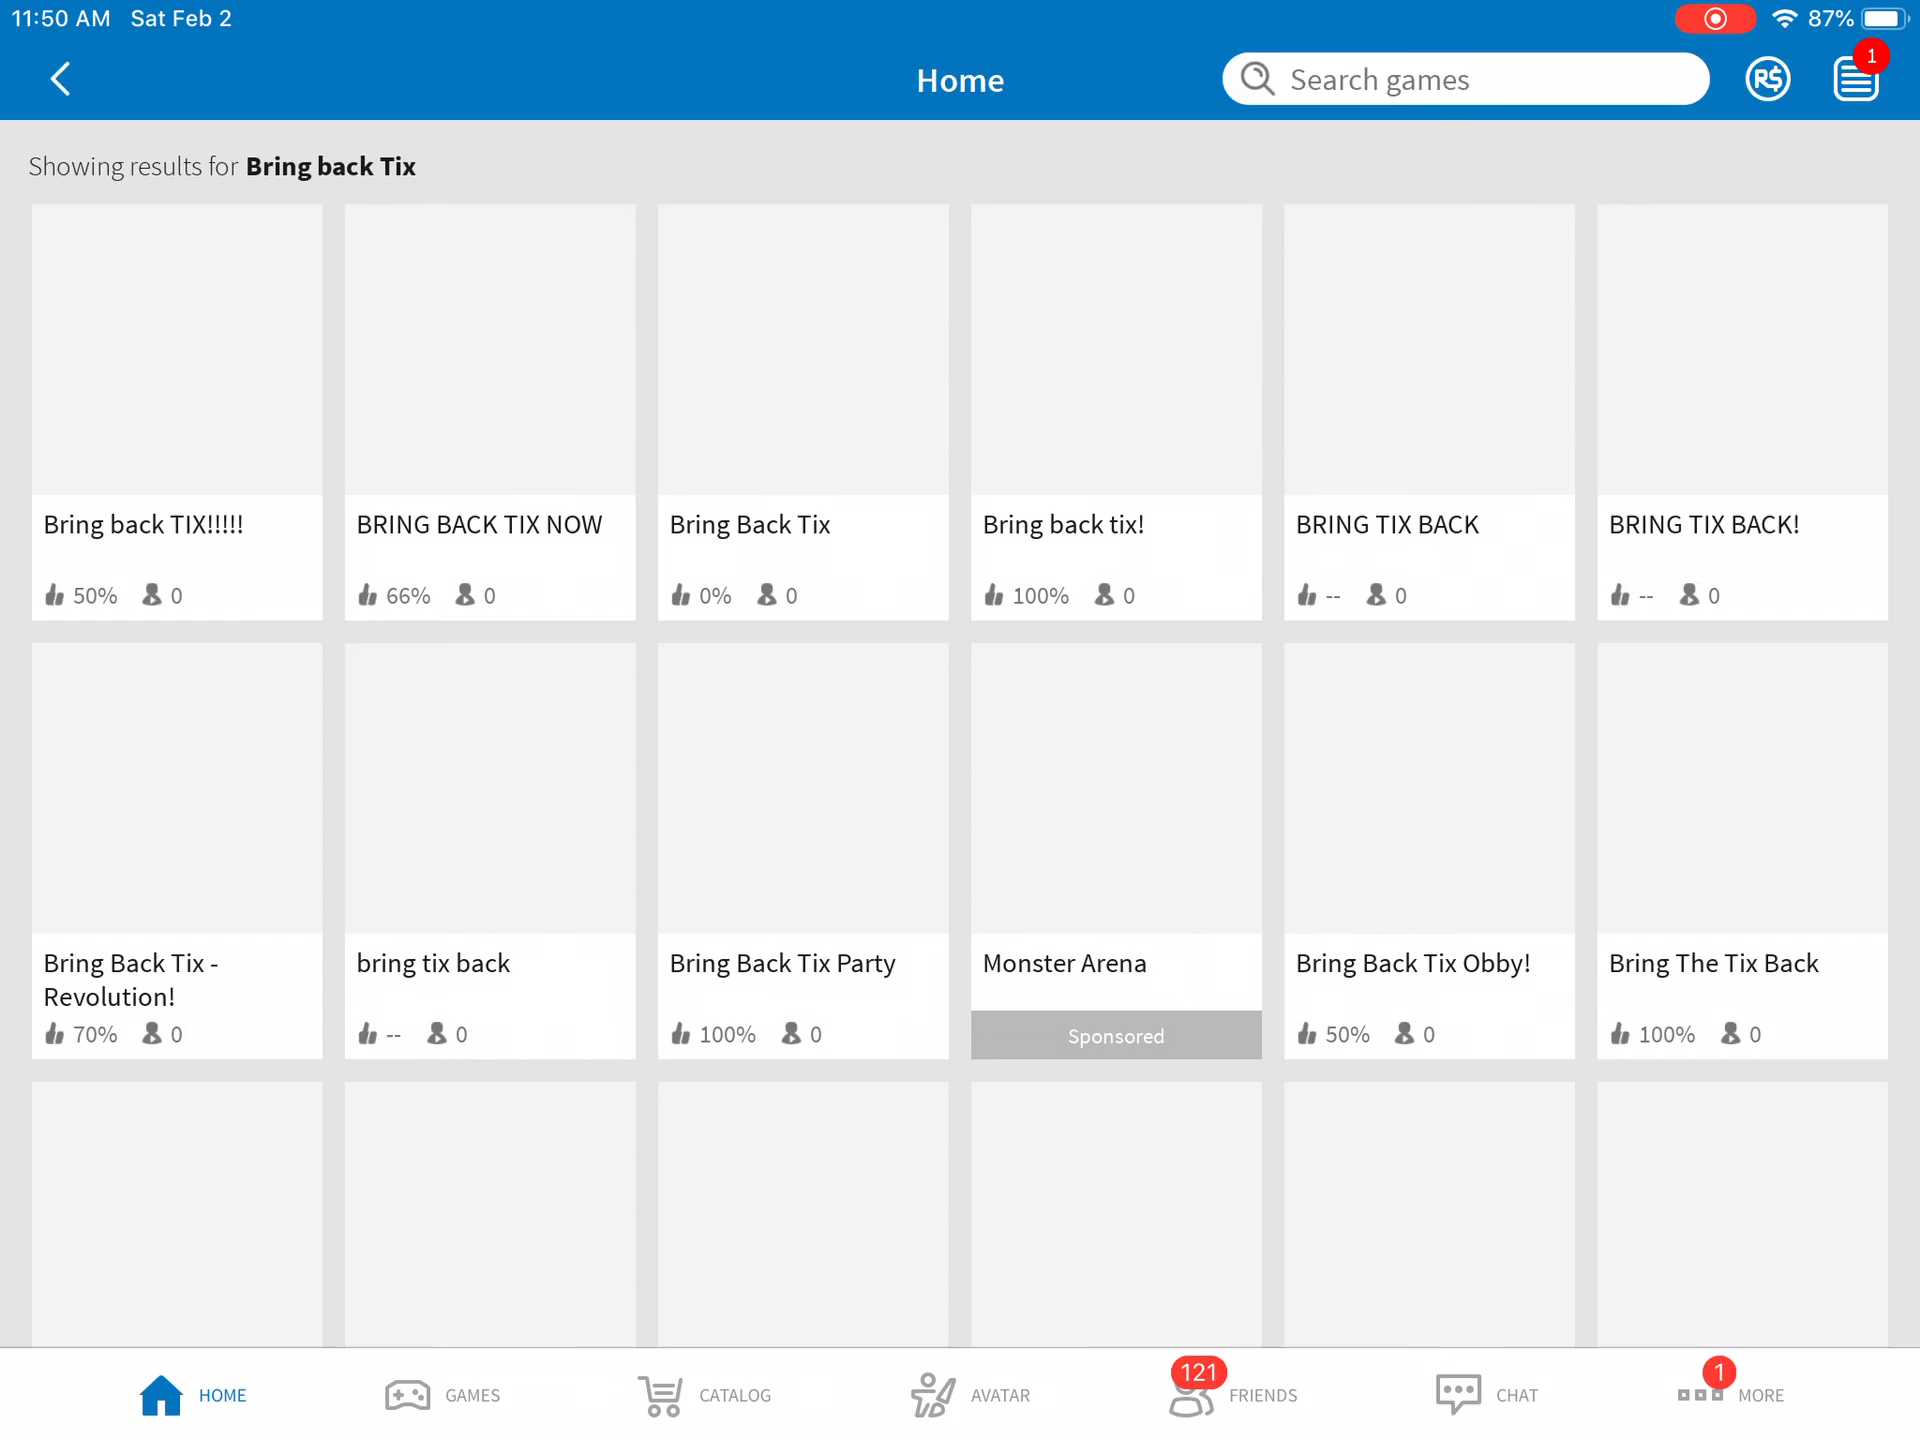 11:50 AM Sat Feb 2
87%
Home
Search games
R$
1
Showing results for Bring back Tix
Bring back TIX!!!!!
50% 0
BRING BACK TIX NOW
66% 0
Bring Back Tix
0% 0
Bring back tix!
100% 0
BRING TIX BACK
-- 0
BRING TIX BACK!
-- 0
Bring Back Tix -
Revolution!
70% 0
bring tix back
-- 0
Bring Back Tix Party
100% 0
Monster Arena
Sponsored
Bring Back Tix Obby!
50% 0
Bring The Tix Back
100% 0
HOME
GAMES
CATALOG
AVATAR
121
FRIENDS
CHAT
1
MORE